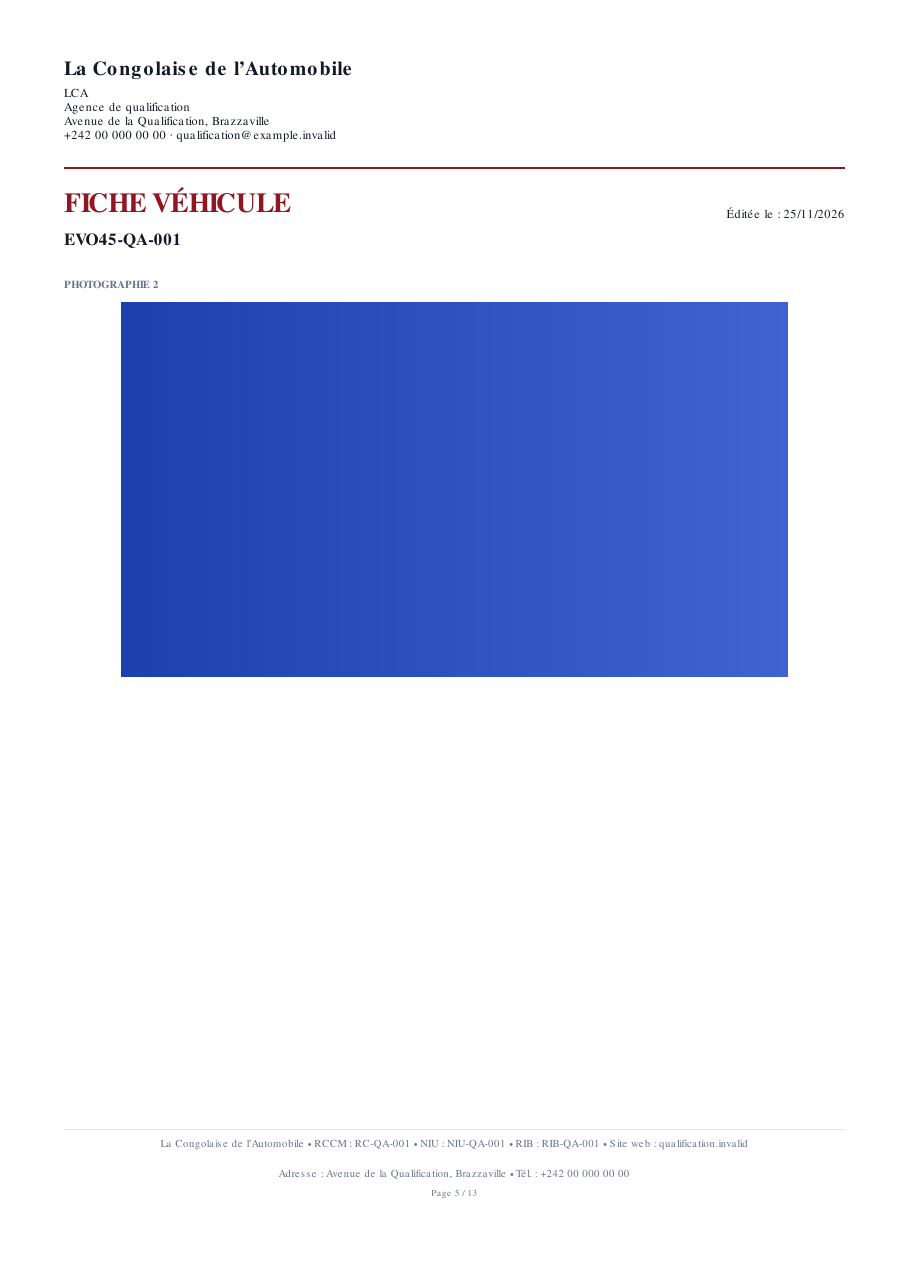 La Congolaise de l’Automobile
LCA
Agence de qualification
Avenue de la Qualification, Brazzaville
+242 00 000 00 00 · qualification@example.invalid
FICHE VÉHICULE
Éditée le : 25/11/2026
EVO45-QA-001
PHOTOGRAPHIE 2
La Congolaise de l’Automobile • RCCM : RC-QA-001 • NIU : NIU-QA-001 • RIB : RIB-QA-001 • Site web : qualification.invalid
Adresse : Avenue de la Qualification, Brazzaville • Tél. : +242 00 000 00 00
Page 5 / 13